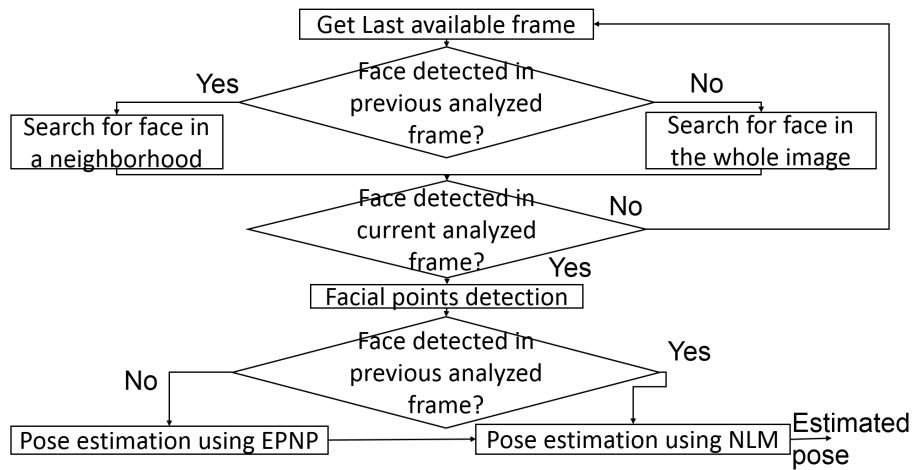 Get Last available frame
Yes
Face detected in
previous analyzed
frame?
No
Search for face in
a neighborhood
Search for face in
the whole image
Face detected in
current analyzed
frame?
No
Yes
Facial points detection
Face detected in
previous analyzed
frame?
No
Yes
Pose estimation using EPNP
Pose estimation using NLM
Estimated
pose